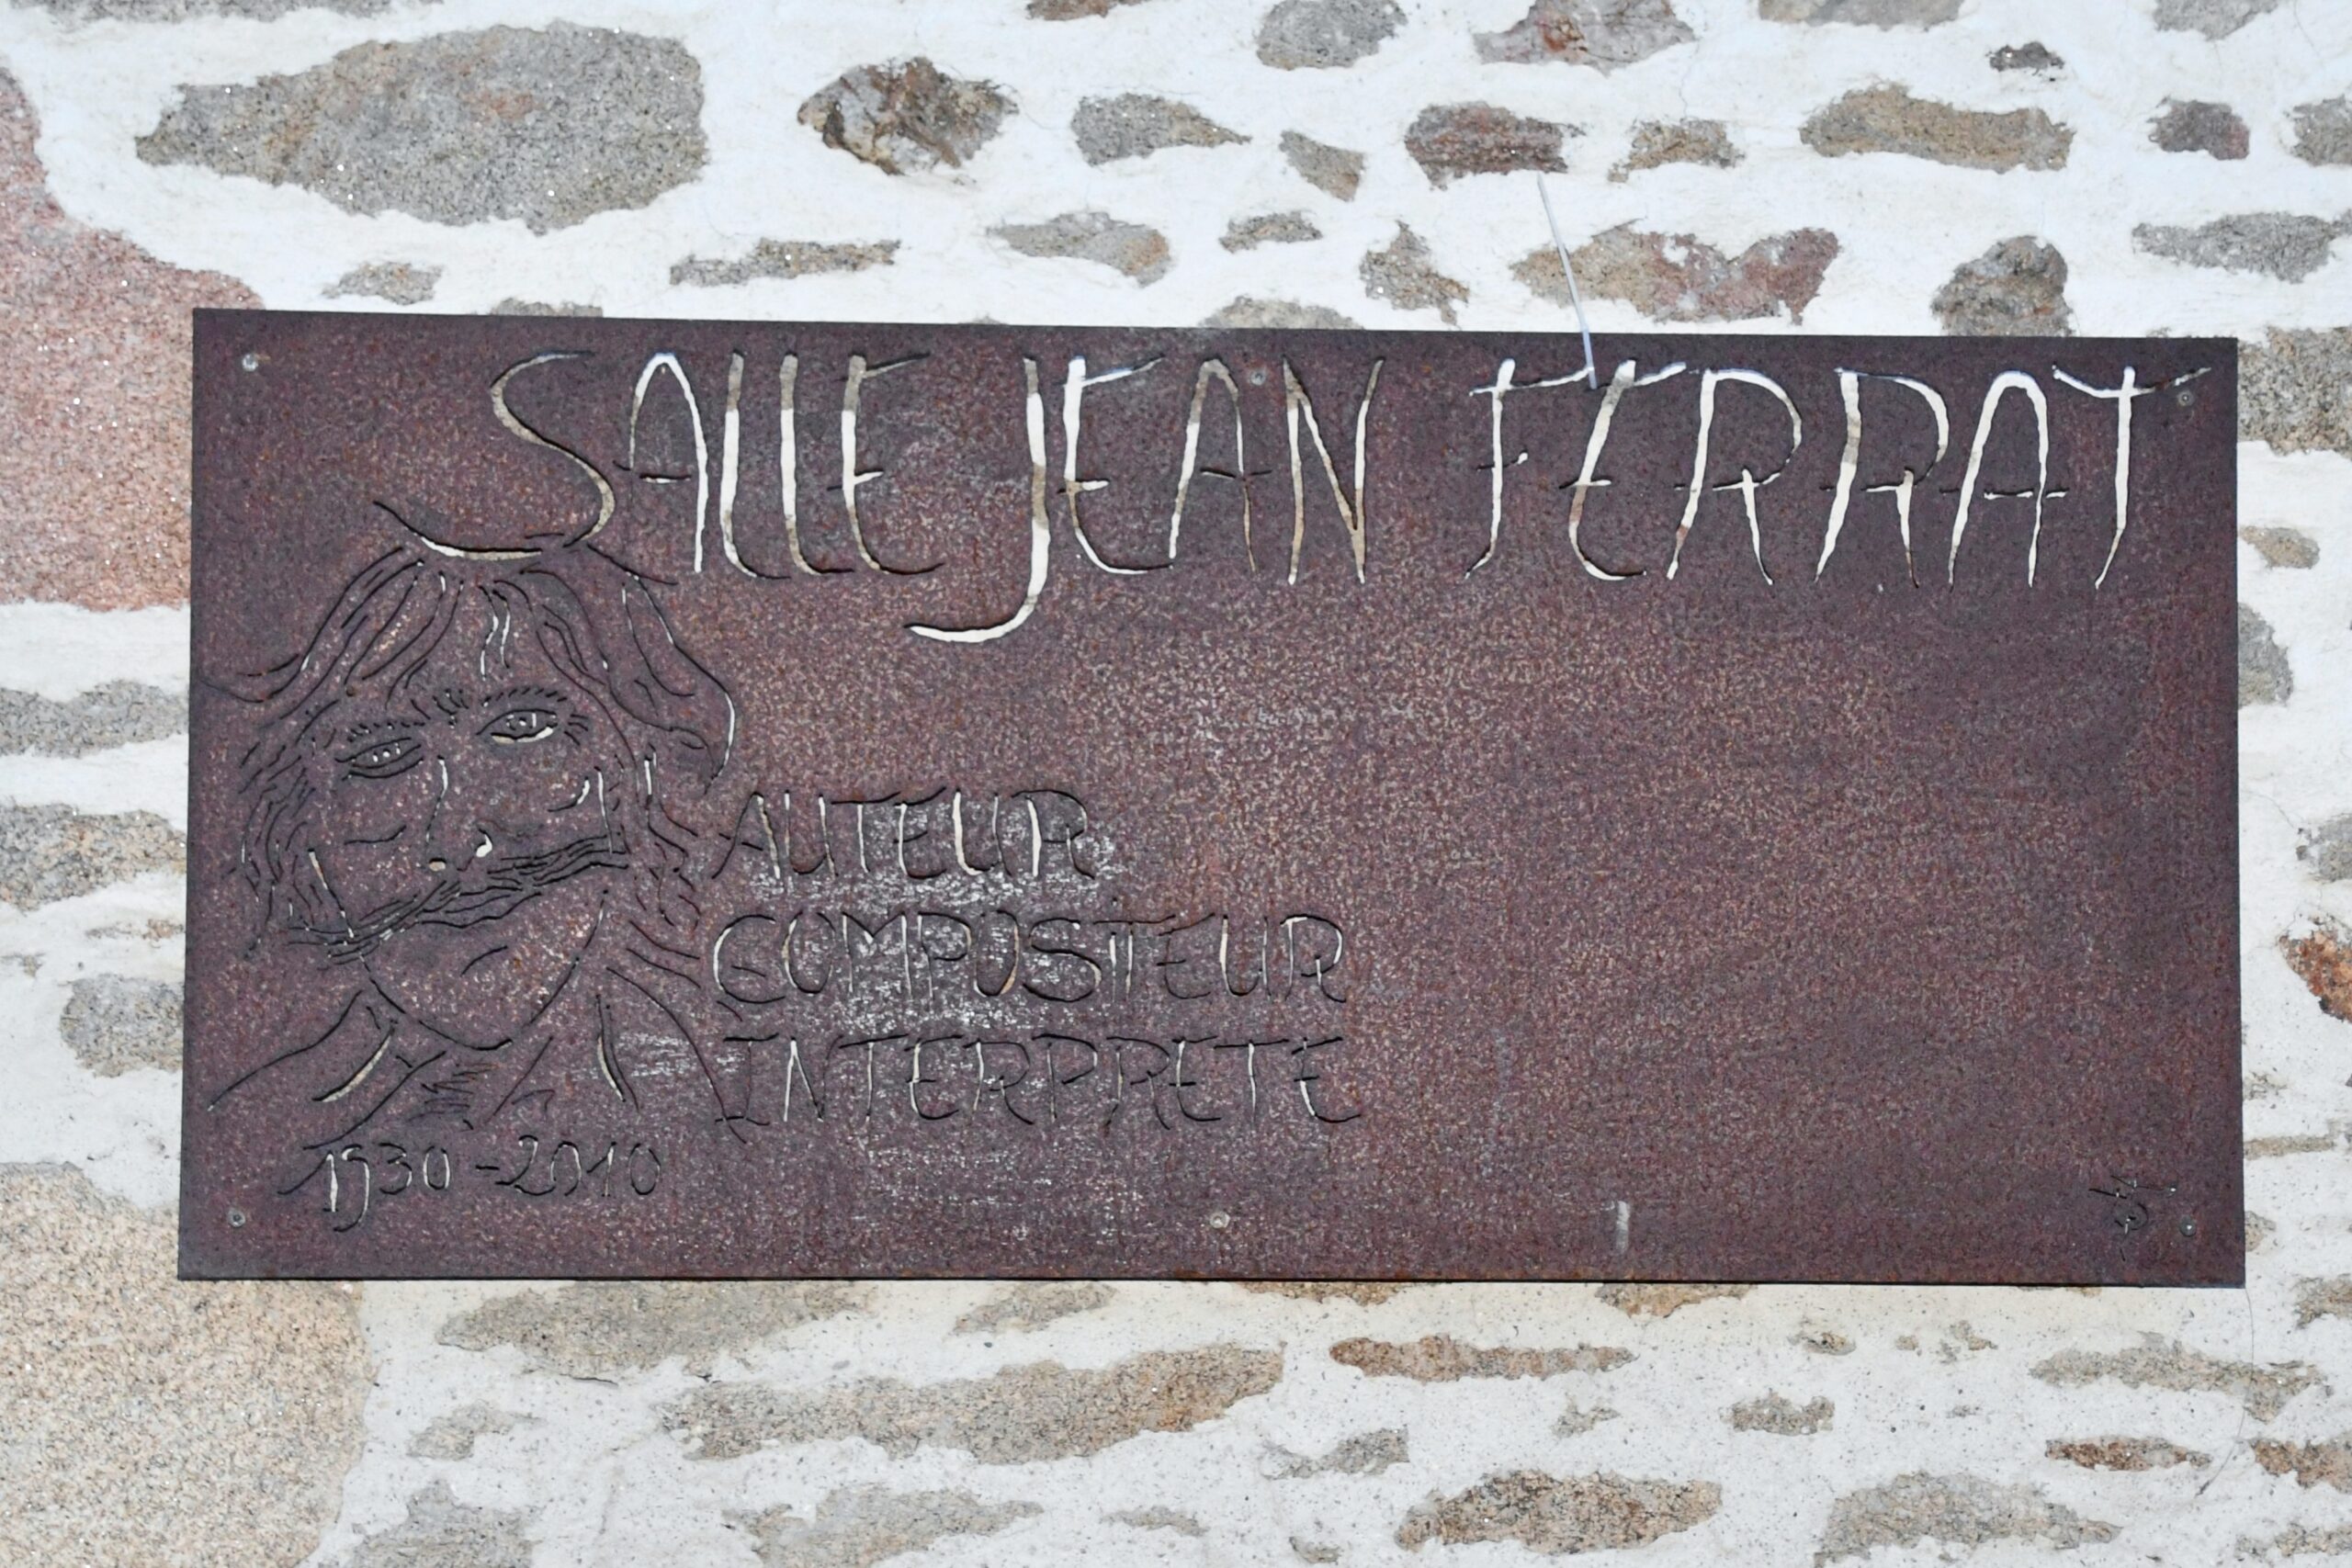 SALLE JEAN FERRAT
AUTEUR
COMPOSITEUR
INTERPRETE
1930-2010